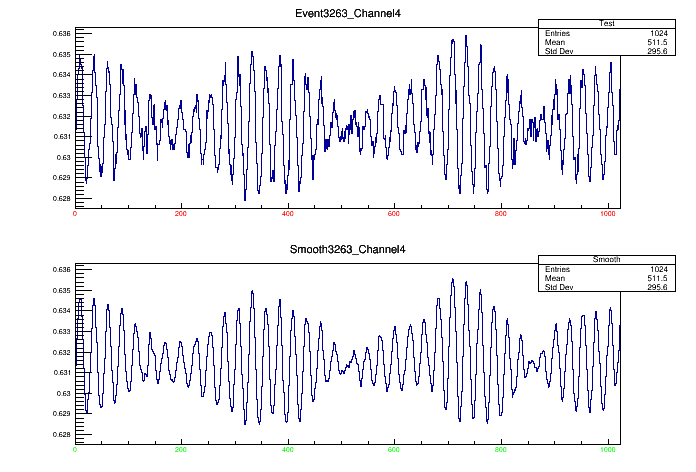 Event3263_Channel4
Test
Entries 1024
Mean 511.5
Std Dev 295.6
0.636
0.635
0.634
0.633
0.632
0.631
0.63
0.629
0.628
0 200 400 600 800 1000
Smooth3263_Channel4
Smooth
Entries 1024
Mean 511.5
Std Dev 295.6
0.636
0.635
0.634
0.633
0.632
0.631
0.63
0.629
0.628
0 200 400 600 800 1000